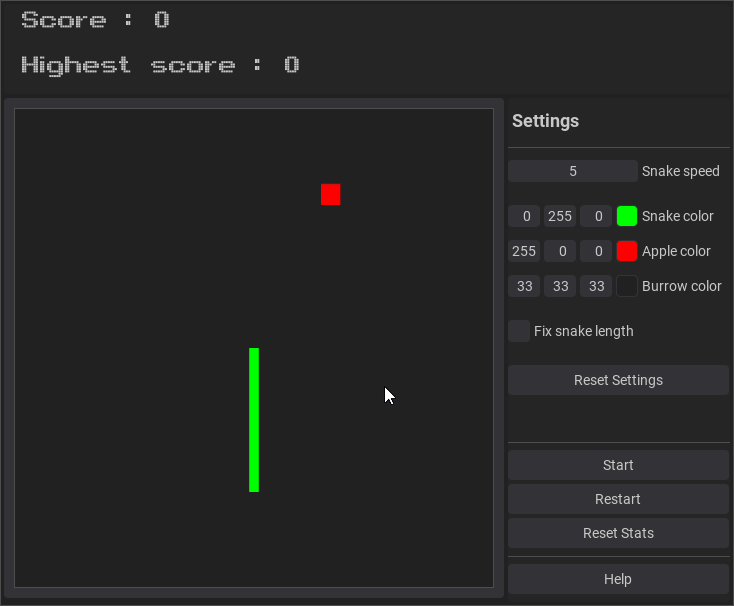 Score : 0
Highest score : 0
Settings
5 Snake speed
0 255 0 Snake color
255 0 0 Apple color
33 33 33 Burrow color
Fix snake length
Reset Settings
Start
Restart
Reset Stats
Help